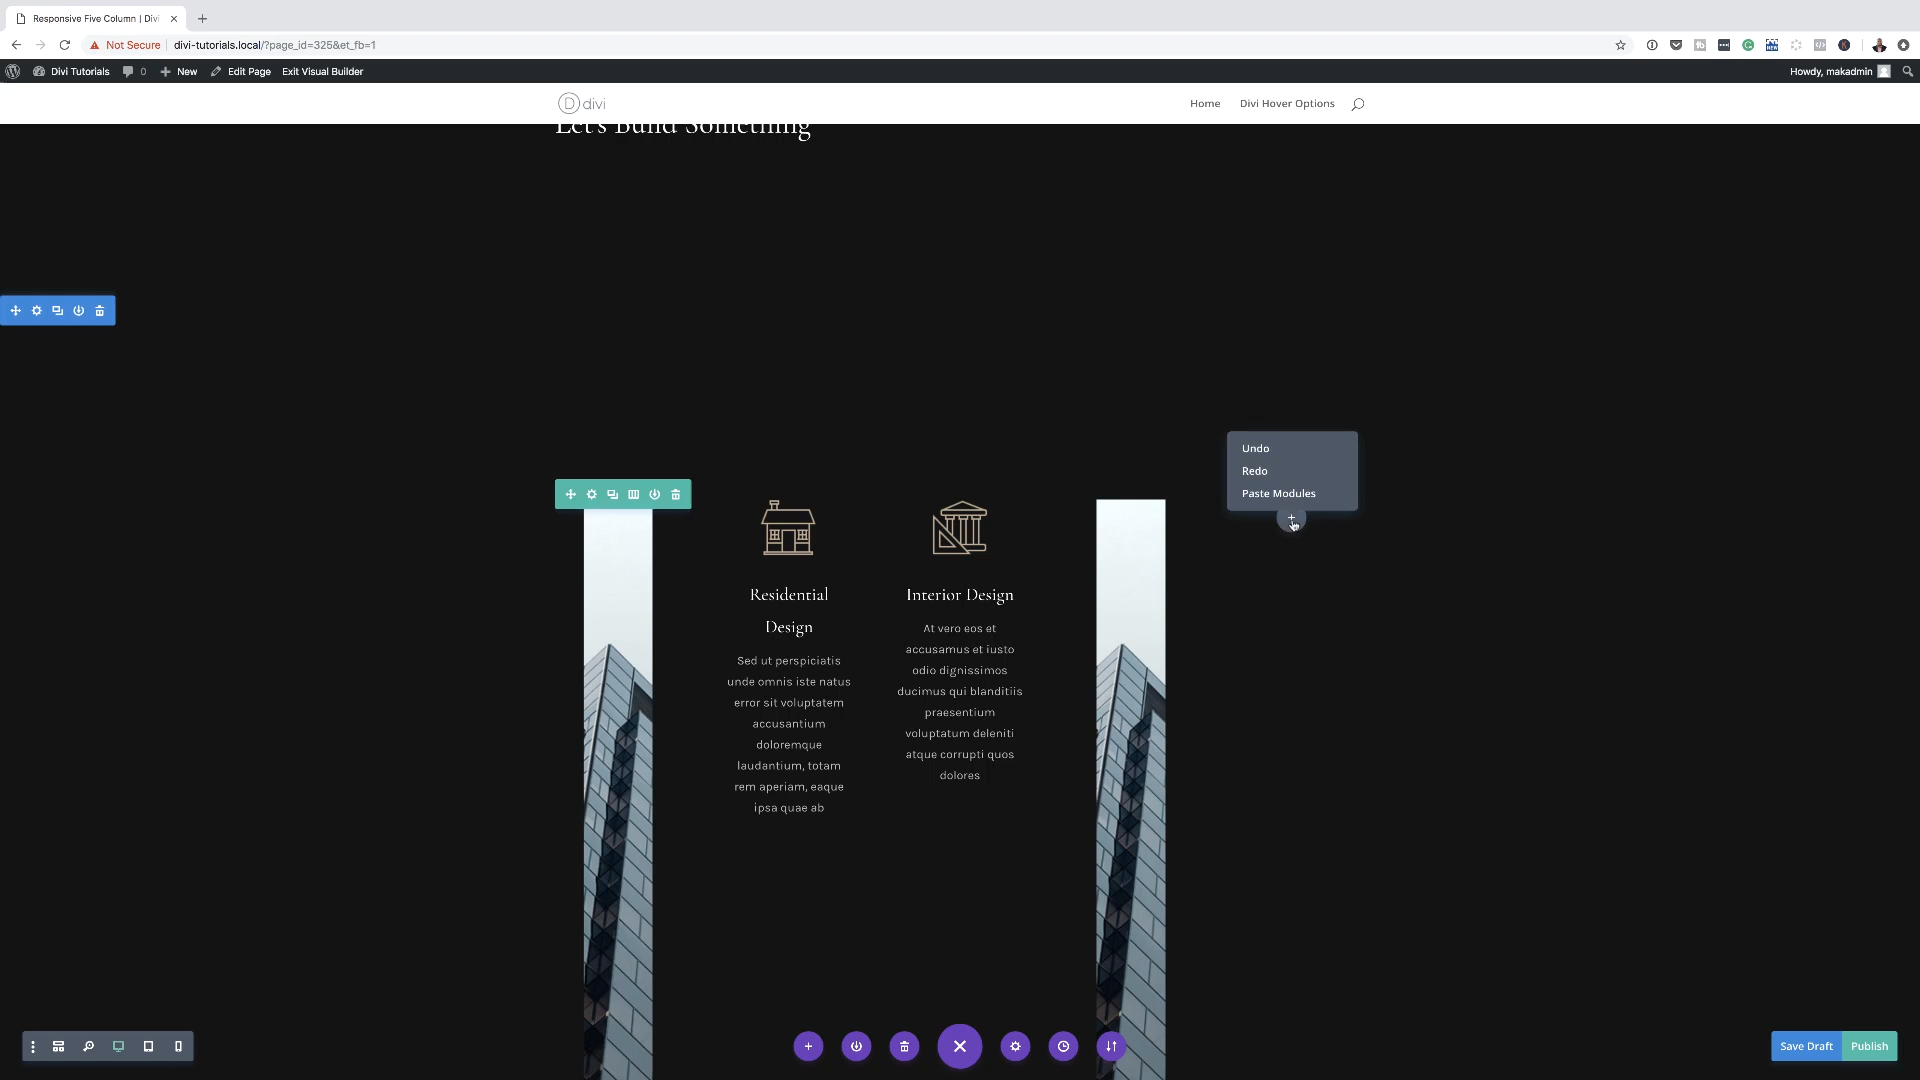 Responsive Five Column | Divi
Not Secure
divi-tutorials.local/?page_id=325&et_fb=1
Divi Tutorials
0
New
Edit Page
Exit Visual Builder
Howdy, makadmin
divi
Home
Divi Hover Options
Let's Build Something
Undo
Redo
Paste Modules
Residential
Design
Sed ut perspiciatis
unde omnis iste natus
error sit voluptatem
accusantium
doloremque
laudantium, totam
rem aperiam, eaque
ipsa quae ab
Interior Design
At vero eos et
accusamus et iusto
odio dignissimos
ducimus qui blanditiis
praesentium
voluptatum deleniti
atque corrupti quos
dolores
Save Draft
Publish